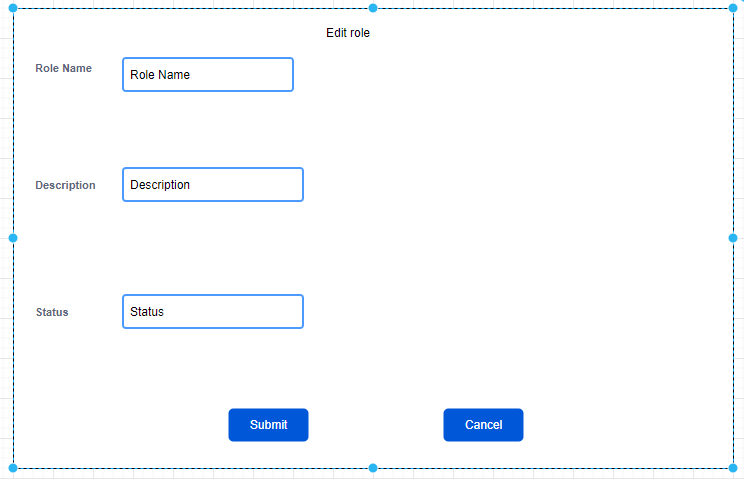 Edit role
Role Name
Role Name
Description
Description
Status
Status
Submit
Cancel